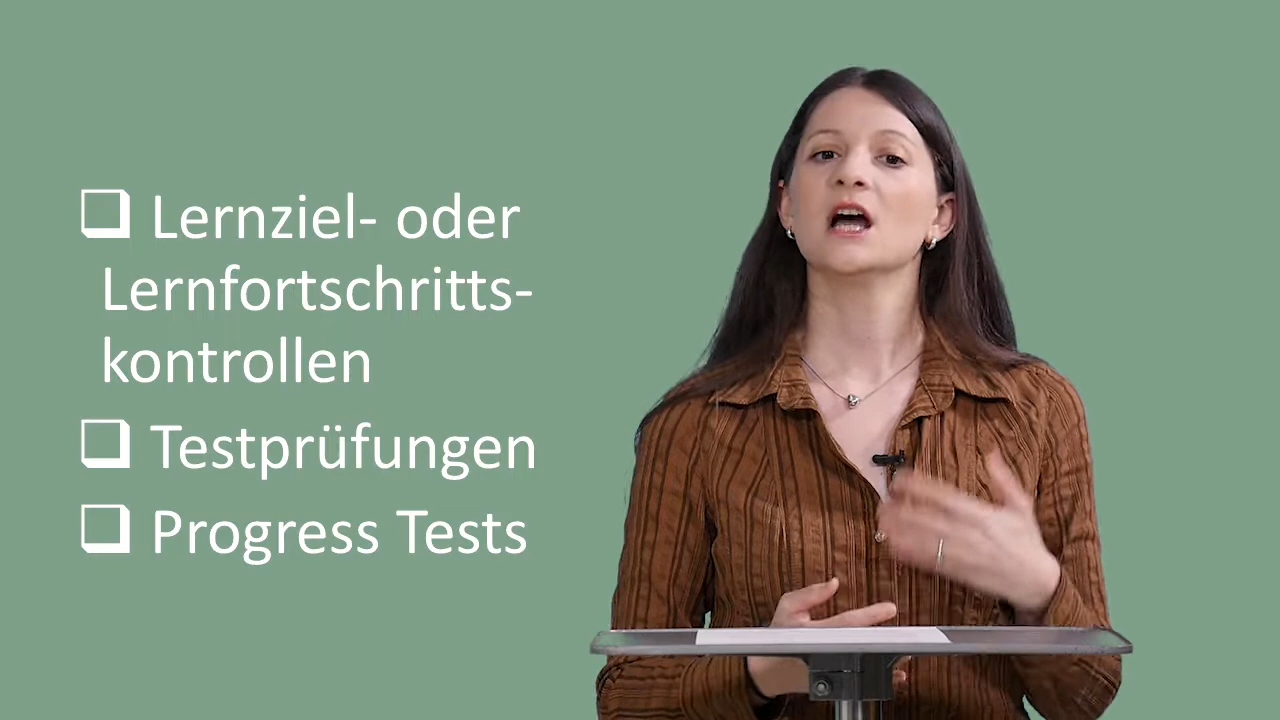 ❑ Lernziel- oder
Lernfortschritts-
kontrollen
❑ Testprüfungen
❑ Progress Tests